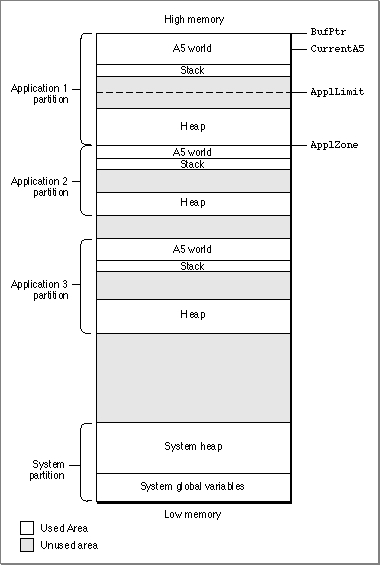 High memory
BufPtr
A5 world
CurrentA5
Stack
Application 1
partition
ApplLimit
Heap
ApplZone
A5 world
Stack
Application 2
partition
Heap
A5 world
Stack
Application 3
partition
Heap
System heap
System
partition
System global variables
Low memory
Used Area
Unused area